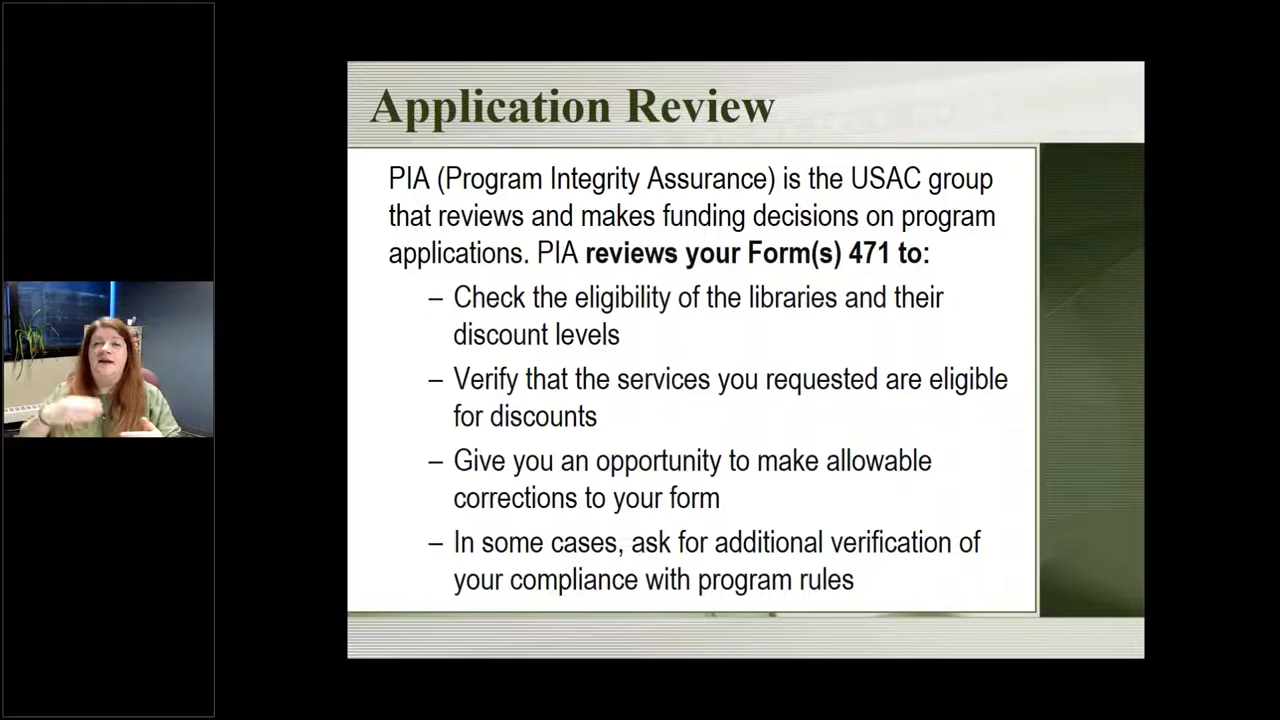 Application Review
PIA (Program Integrity Assurance) is the USAC group
that reviews and makes funding decisions on program
applications. PIA reviews your Form(s) 471 to:
– Check the eligibility of the libraries and their
discount levels
– Verify that the services you requested are eligible
for discounts
– Give you an opportunity to make allowable
corrections to your form
– In some cases, ask for additional verification of
your compliance with program rules